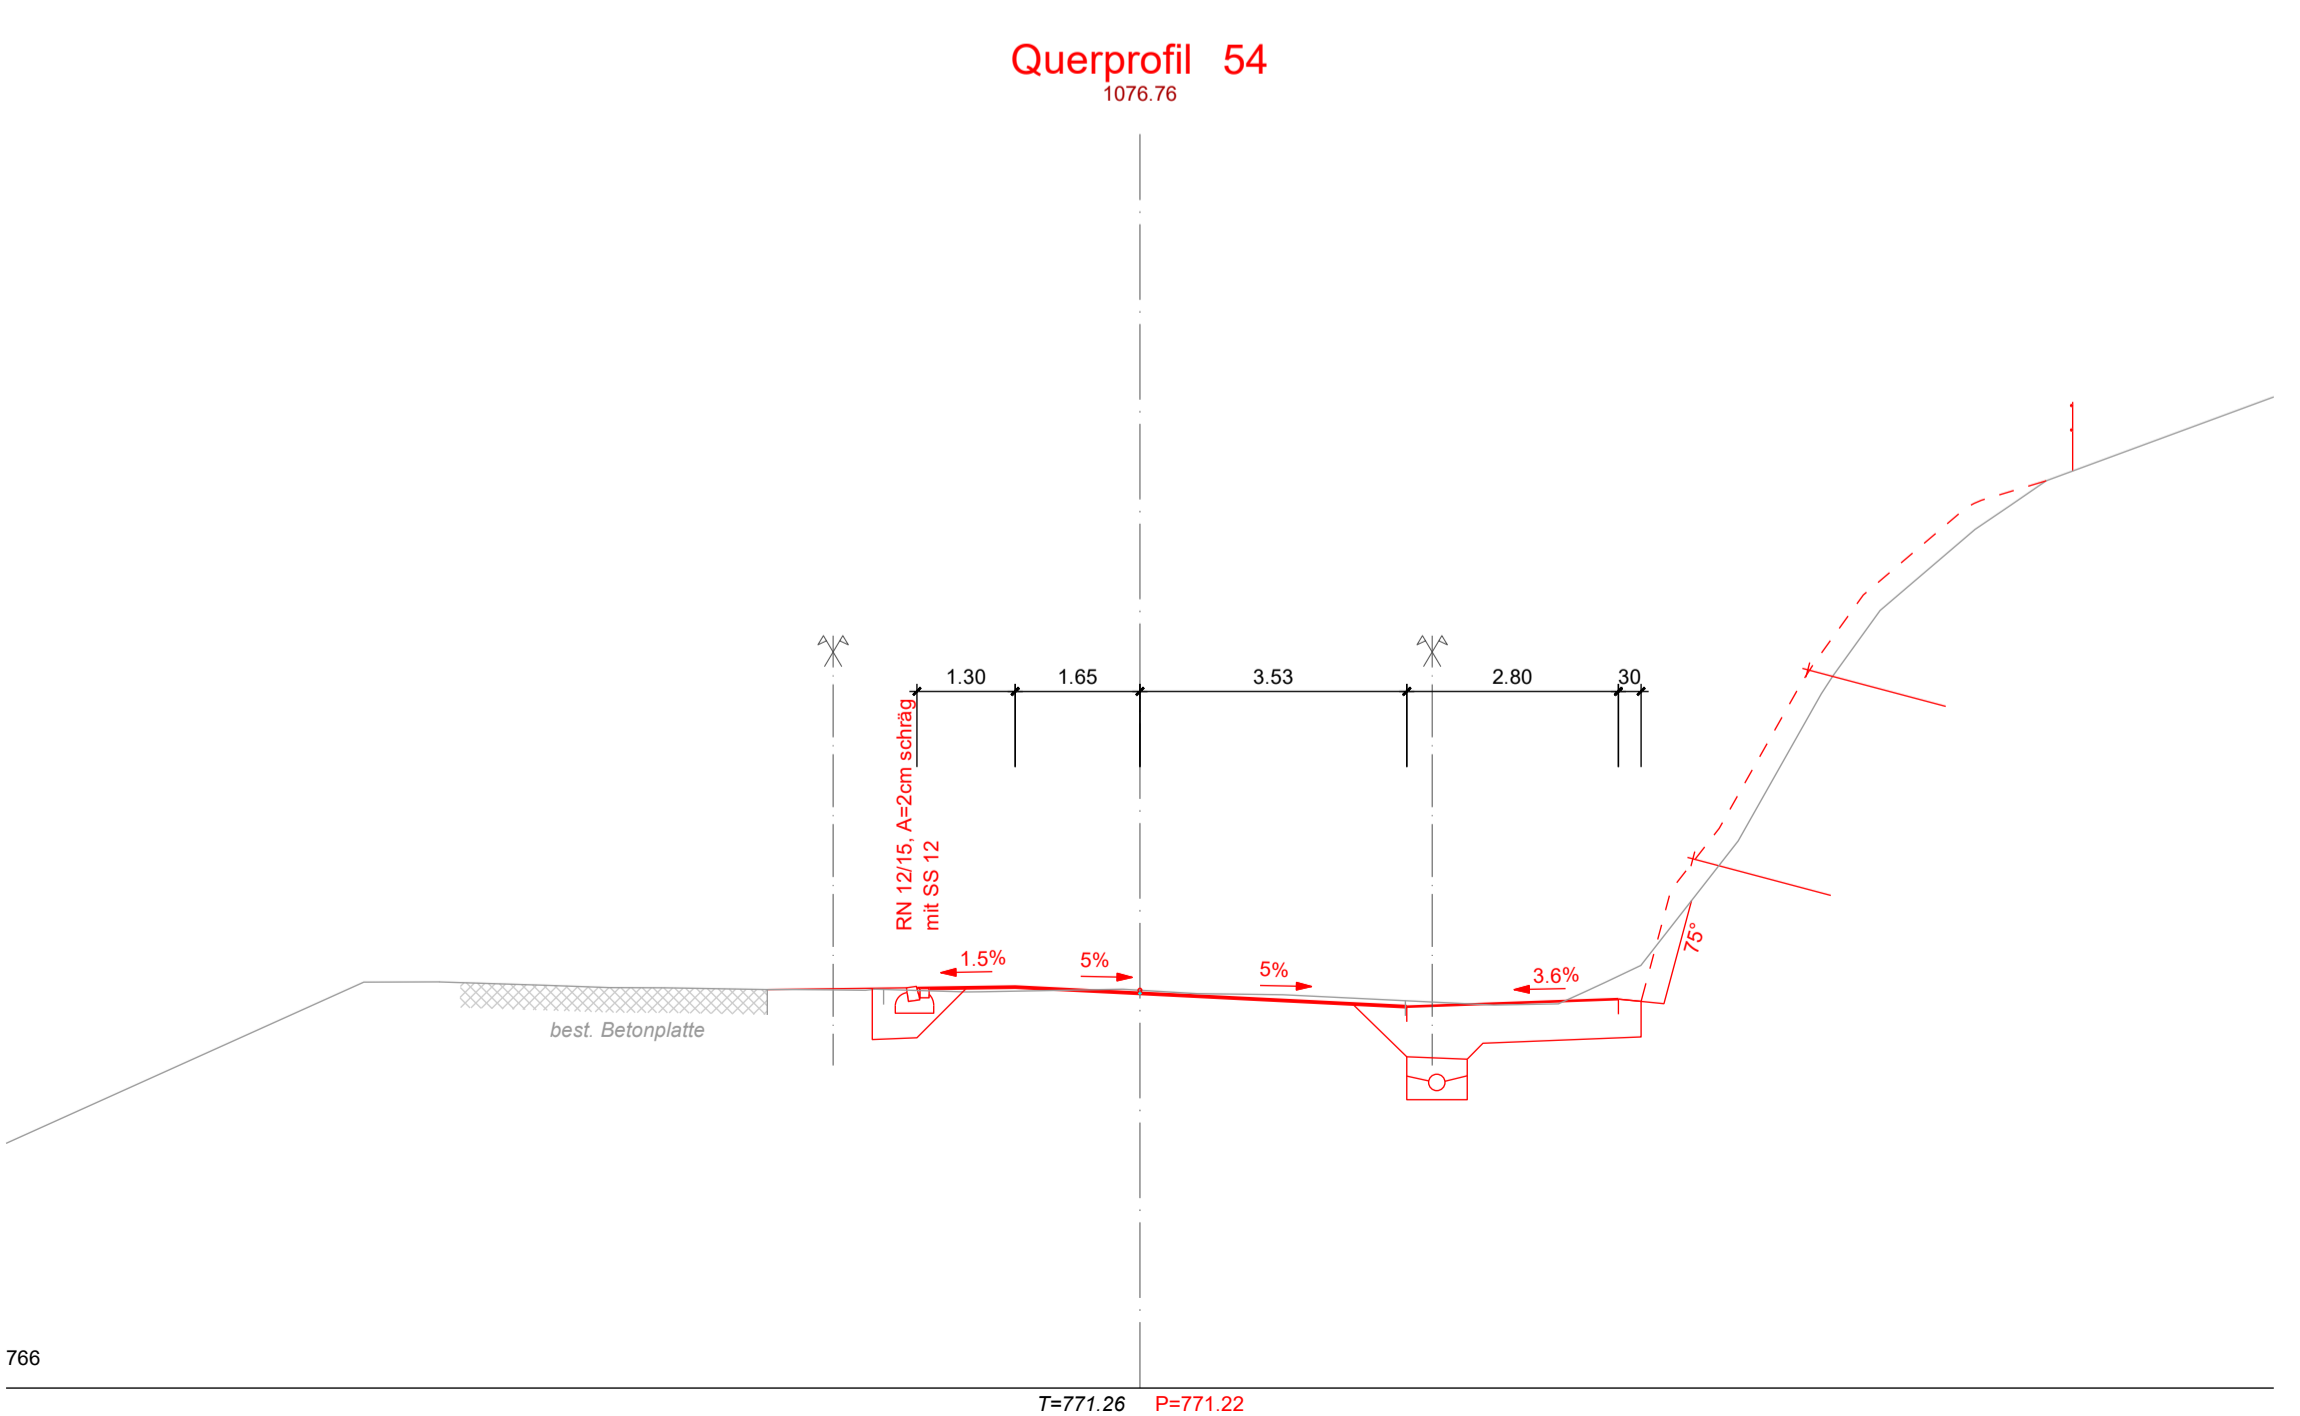 Querprofil 54
1076.76
1.30
1.65
3.53
2.80
30
RN 12/15, A=2cm schräg
mit SS 12
1.5%
5%
5%
3.6%
75°
best. Betonplatte
766
T=771.26
P=771.22